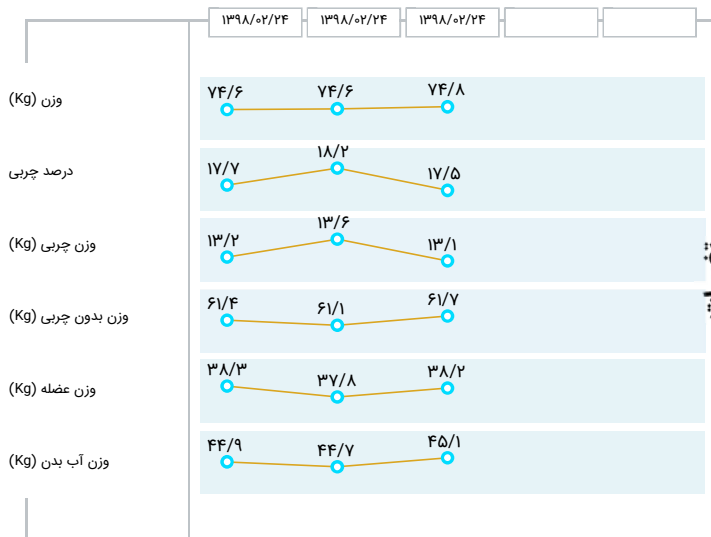 ۱۳۹۸/۰۲/۲۴ ۱۳۹۸/۰۲/۲۴ ۱۳۹۸/۰۲/۲۴
وزن (Kg)
۷۴/۶ ۷۴/۶ ۷۴/۸
درصد چربی
۱۷/۷ ۱۸/۲ ۱۷/۵
وزن چربی (Kg)
۱۳/۲ ۱۳/۶ ۱۳/۱
وزن بدون چربی (Kg)
۶۱/۴ ۶۱/۱ ۶۱/۷
وزن عضله (Kg)
۳۸/۳ ۳۷/۸ ۳۸/۲
وزن آب بدن (Kg)
۴۴/۹ ۴۴/۷ ۴۵/۱